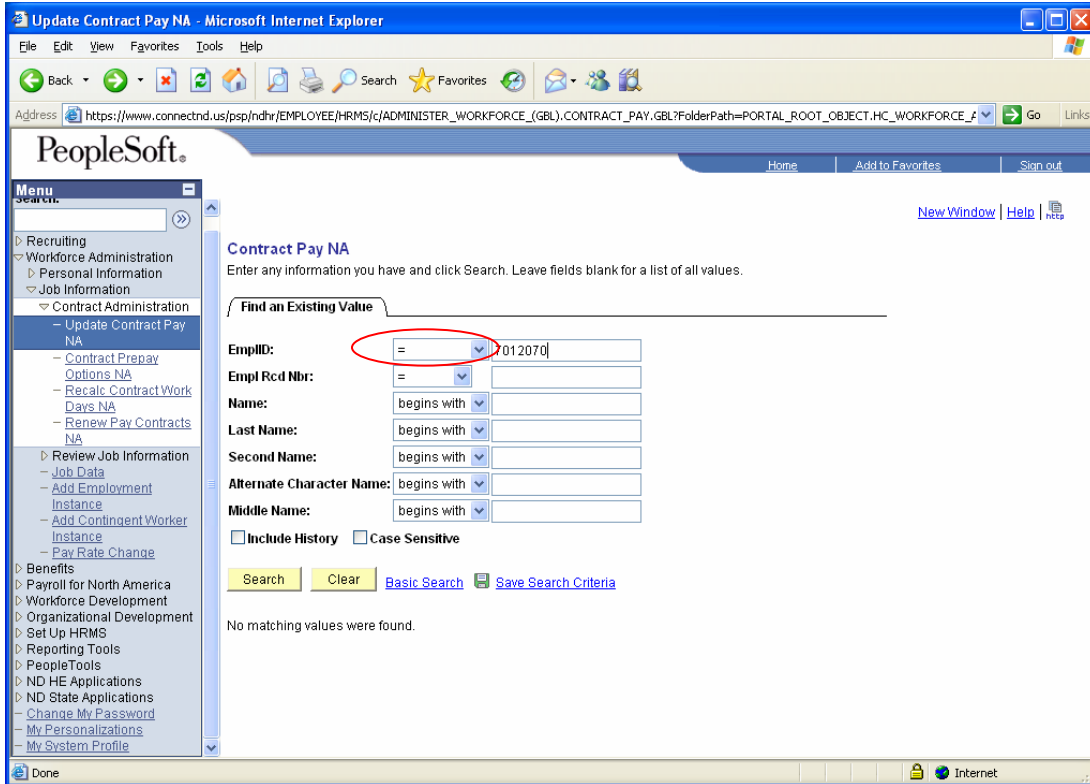 Update Contract Pay NA - Microsoft Internet Explorer
File Edit View Favorites Tools Help
Back Search Favorites
Address https://www.connectnd.us/psp/ndhr/EMPLOYEE/HRMS/c/ADMINISTER_WORKFORCE_(GBL).CONTRACT_PAY.GBL?FolderPath=PORTAL_ROOT_OBJECT.HC_WORKFORCE_A Go Links
PeopleSoft®
Home Add to Favorites Sign out
Menu
Search:
New Window | Help | http
Recruiting
Workforce Administration
Personal Information
Job Information
Contract Administration
– Update Contract Pay
NA
– Contract Prepay
Options NA
– Recalc Contract Work
Days NA
– Renew Pay Contracts
NA
Review Job Information
– Job Data
– Add Employment
Instance
– Add Contingent Worker
Instance
– Pay Rate Change
Benefits
Payroll for North America
Workforce Development
Organizational Development
Set Up HRMS
Reporting Tools
PeopleTools
ND HE Applications
ND State Applications
– Change My Password
– My Personalizations
– My System Profile
Contract Pay NA
Enter any information you have and click Search. Leave fields blank for a list of all values.
Find an Existing Value
EmplID: = 7012070
Empl Rcd Nbr: =
Name: begins with
Last Name: begins with
Second Name: begins with
Alternate Character Name: begins with
Middle Name: begins with
Include History Case Sensitive
Search Clear Basic Search Save Search Criteria
No matching values were found.
Done Internet